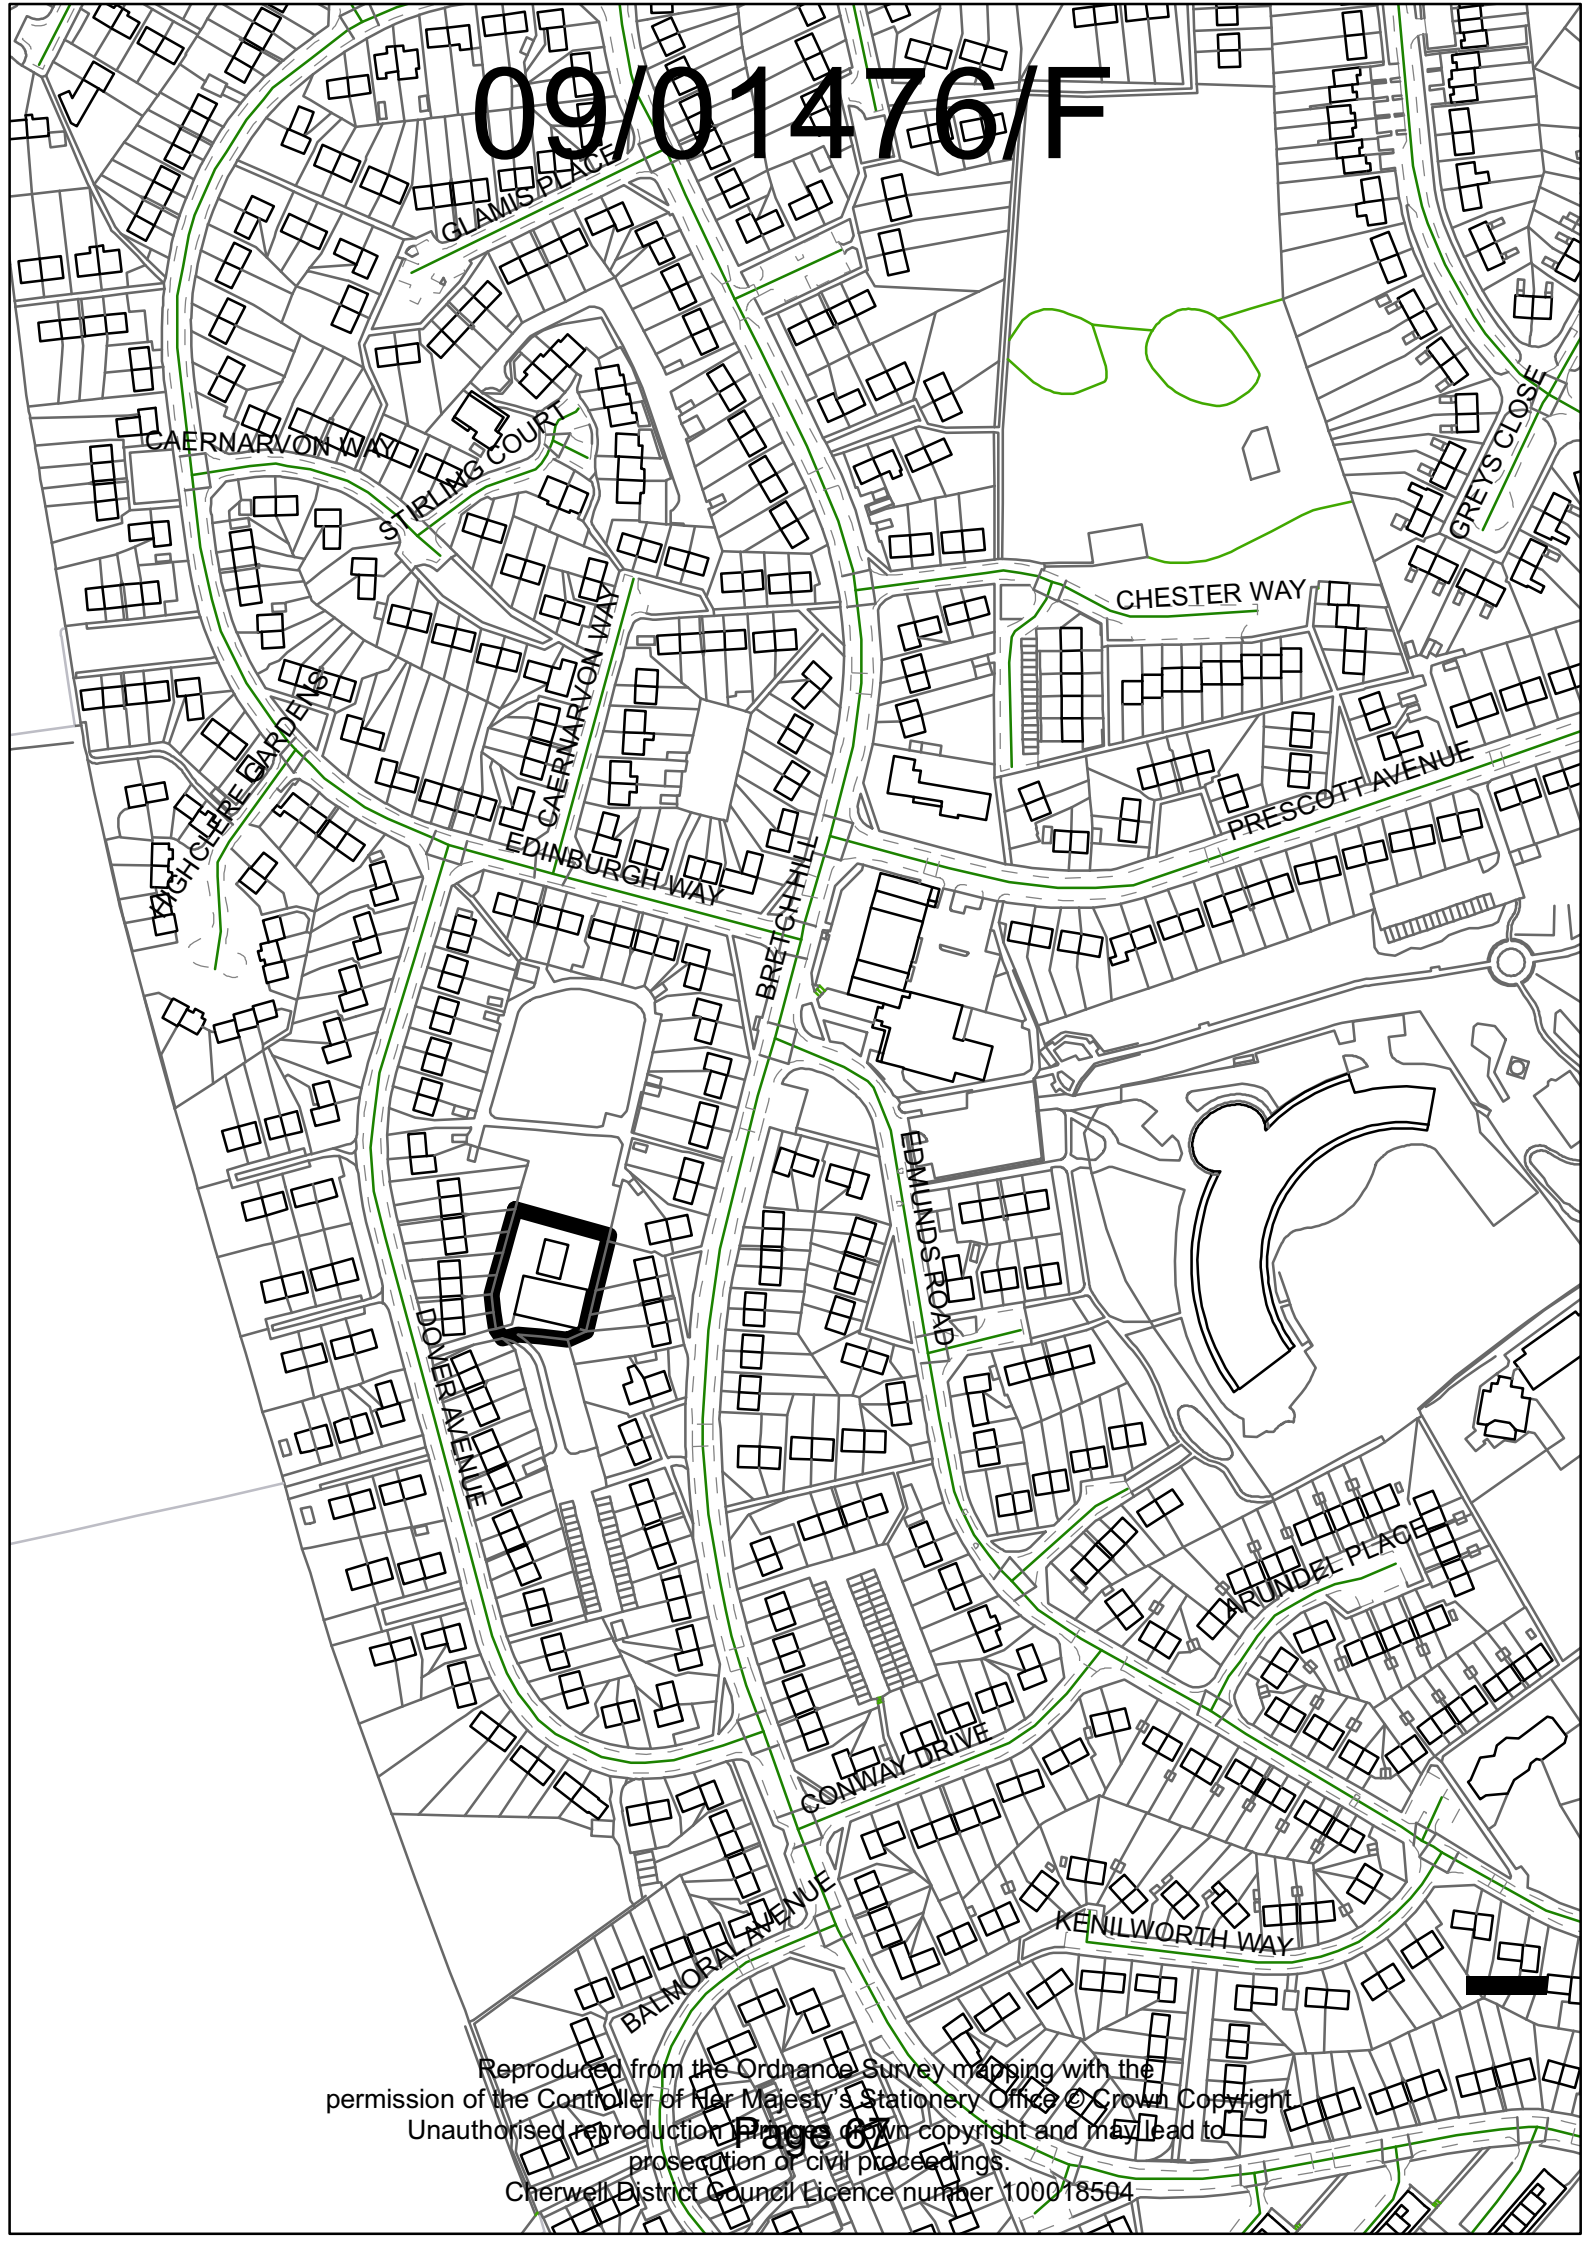 09/01476/F
GLAMIS PLACE
CAERNARVON WAY
STIRLING COURT
GREYS CLOSE
CHESTER WAY
CAERNARVON WAY
HIGHCLERE GARDENS
PRESCOTT AVENUE
EDINBURGH WAY
BRETCH HILL
EDMUNDS ROAD
DOVER AVENUE
ARUNDEL PLACE
CONWAY DRIVE
BALMORAL AVENUE
KENILWORTH WAY
Reproduced from the Ordnance Survey mapping with the
permission of the Controller of Her Majesty's Stationery Office © Crown Copyright.
Unauthorised reproduction infringes crown copyright and may lead to
Page 67
prosecution or civil proceedings.
Cherwell District Council Licence number 100018504